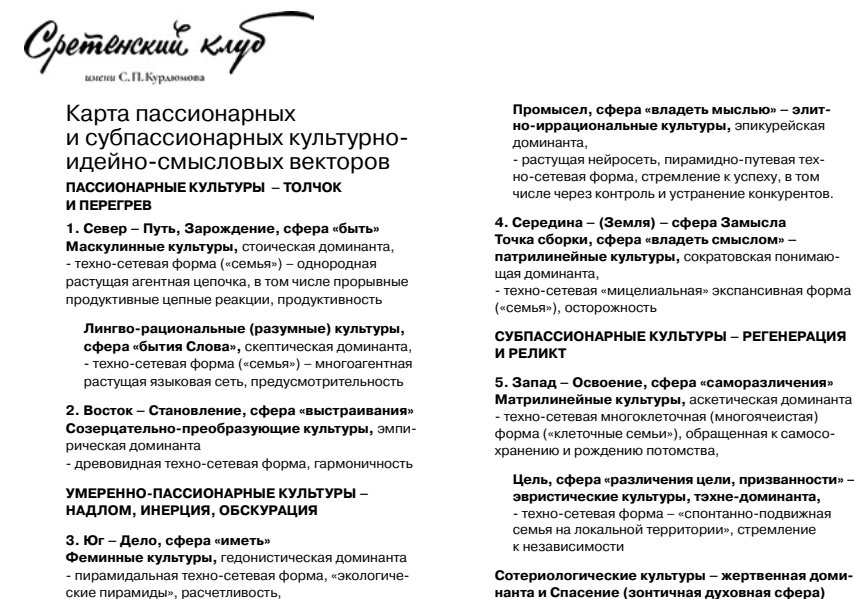 Сретенский клуб
имени С.П.Курдюмова
Карта пассионарных
и субпассионарных культурно-
идейно-смысловых векторов
ПАССИОНАРНЫЕ КУЛЬТУРЫ – ТОЛЧОК
И ПЕРЕГРЕВ
1. Север – Путь, Зарождение, сфера «быть»
Маскулинные культуры, стоическая доминанта,
- техно-сетевая форма («семья») – однородная
растущая агентная цепочка, в том числе прорывные
продуктивные цепные реакции, продуктивность
Лингво-рациональные (разумные) культуры,
сфера «бытия Слова», скептическая доминанта,
- техно-сетевая форма («семья») – многоагентная
растущая языковая сеть, предусмотрительность
2. Восток – Становление, сфера «выстраивания»
Созерцательно-преобразующие культуры, эмпи-
рическая доминанта
- древовидная техно-сетевая форма, гармоничность
УМЕРЕННО-ПАССИОНАРНЫЕ КУЛЬТУРЫ –
НАДЛОМ, ИНЕРЦИЯ, ОБСКУРАЦИЯ
3. Юг – Дело, сфера «иметь»
Феминные культуры, гедонистическая доминанта
- пирамидальная техно-сетевая форма, «экологиче-
ские пирамиды», расчетливость,
Промысел, сфера «владеть мыслью» – элит-
но-иррациональные культуры, эпикурейская
доминанта,
- растущая нейросеть, пирамидно-путевая тех-
но-сетевая форма, стремление к успеху, в том
числе через контроль и устранение конкурентов.
4. Середина – (Земля) – сфера Замысла
Точка сборки, сфера «владеть смыслом» –
патрилинейные культуры, сократовская понимаю-
щая доминанта,
- техно-сетевая «мицелиальная» экспансивная форма
(«семья»), осторожность
СУБПАССИОНАРНЫЕ КУЛЬТУРЫ – РЕГЕНЕРАЦИЯ
И РЕЛИКТ
5. Запад – Освоение, сфера «саморазличения»
Матрилинейные культуры, аскетическая доминанта
- техно-сетевая многоклеточная (многоячеистая)
форма («клеточные семьи»), обращенная к самосо-
хранению и рождению потомства,
Цель, сфера «различения цели, призванности» –
эвристические культуры, тэхне-доминанта,
- техно-сетевая форма – «спонтанно-подвижная
семья на локальной территории», стремление
к независимости
Сотериологические культуры – жертвенная доми-
нанта и Спасение (зонтичная духовная сфера)